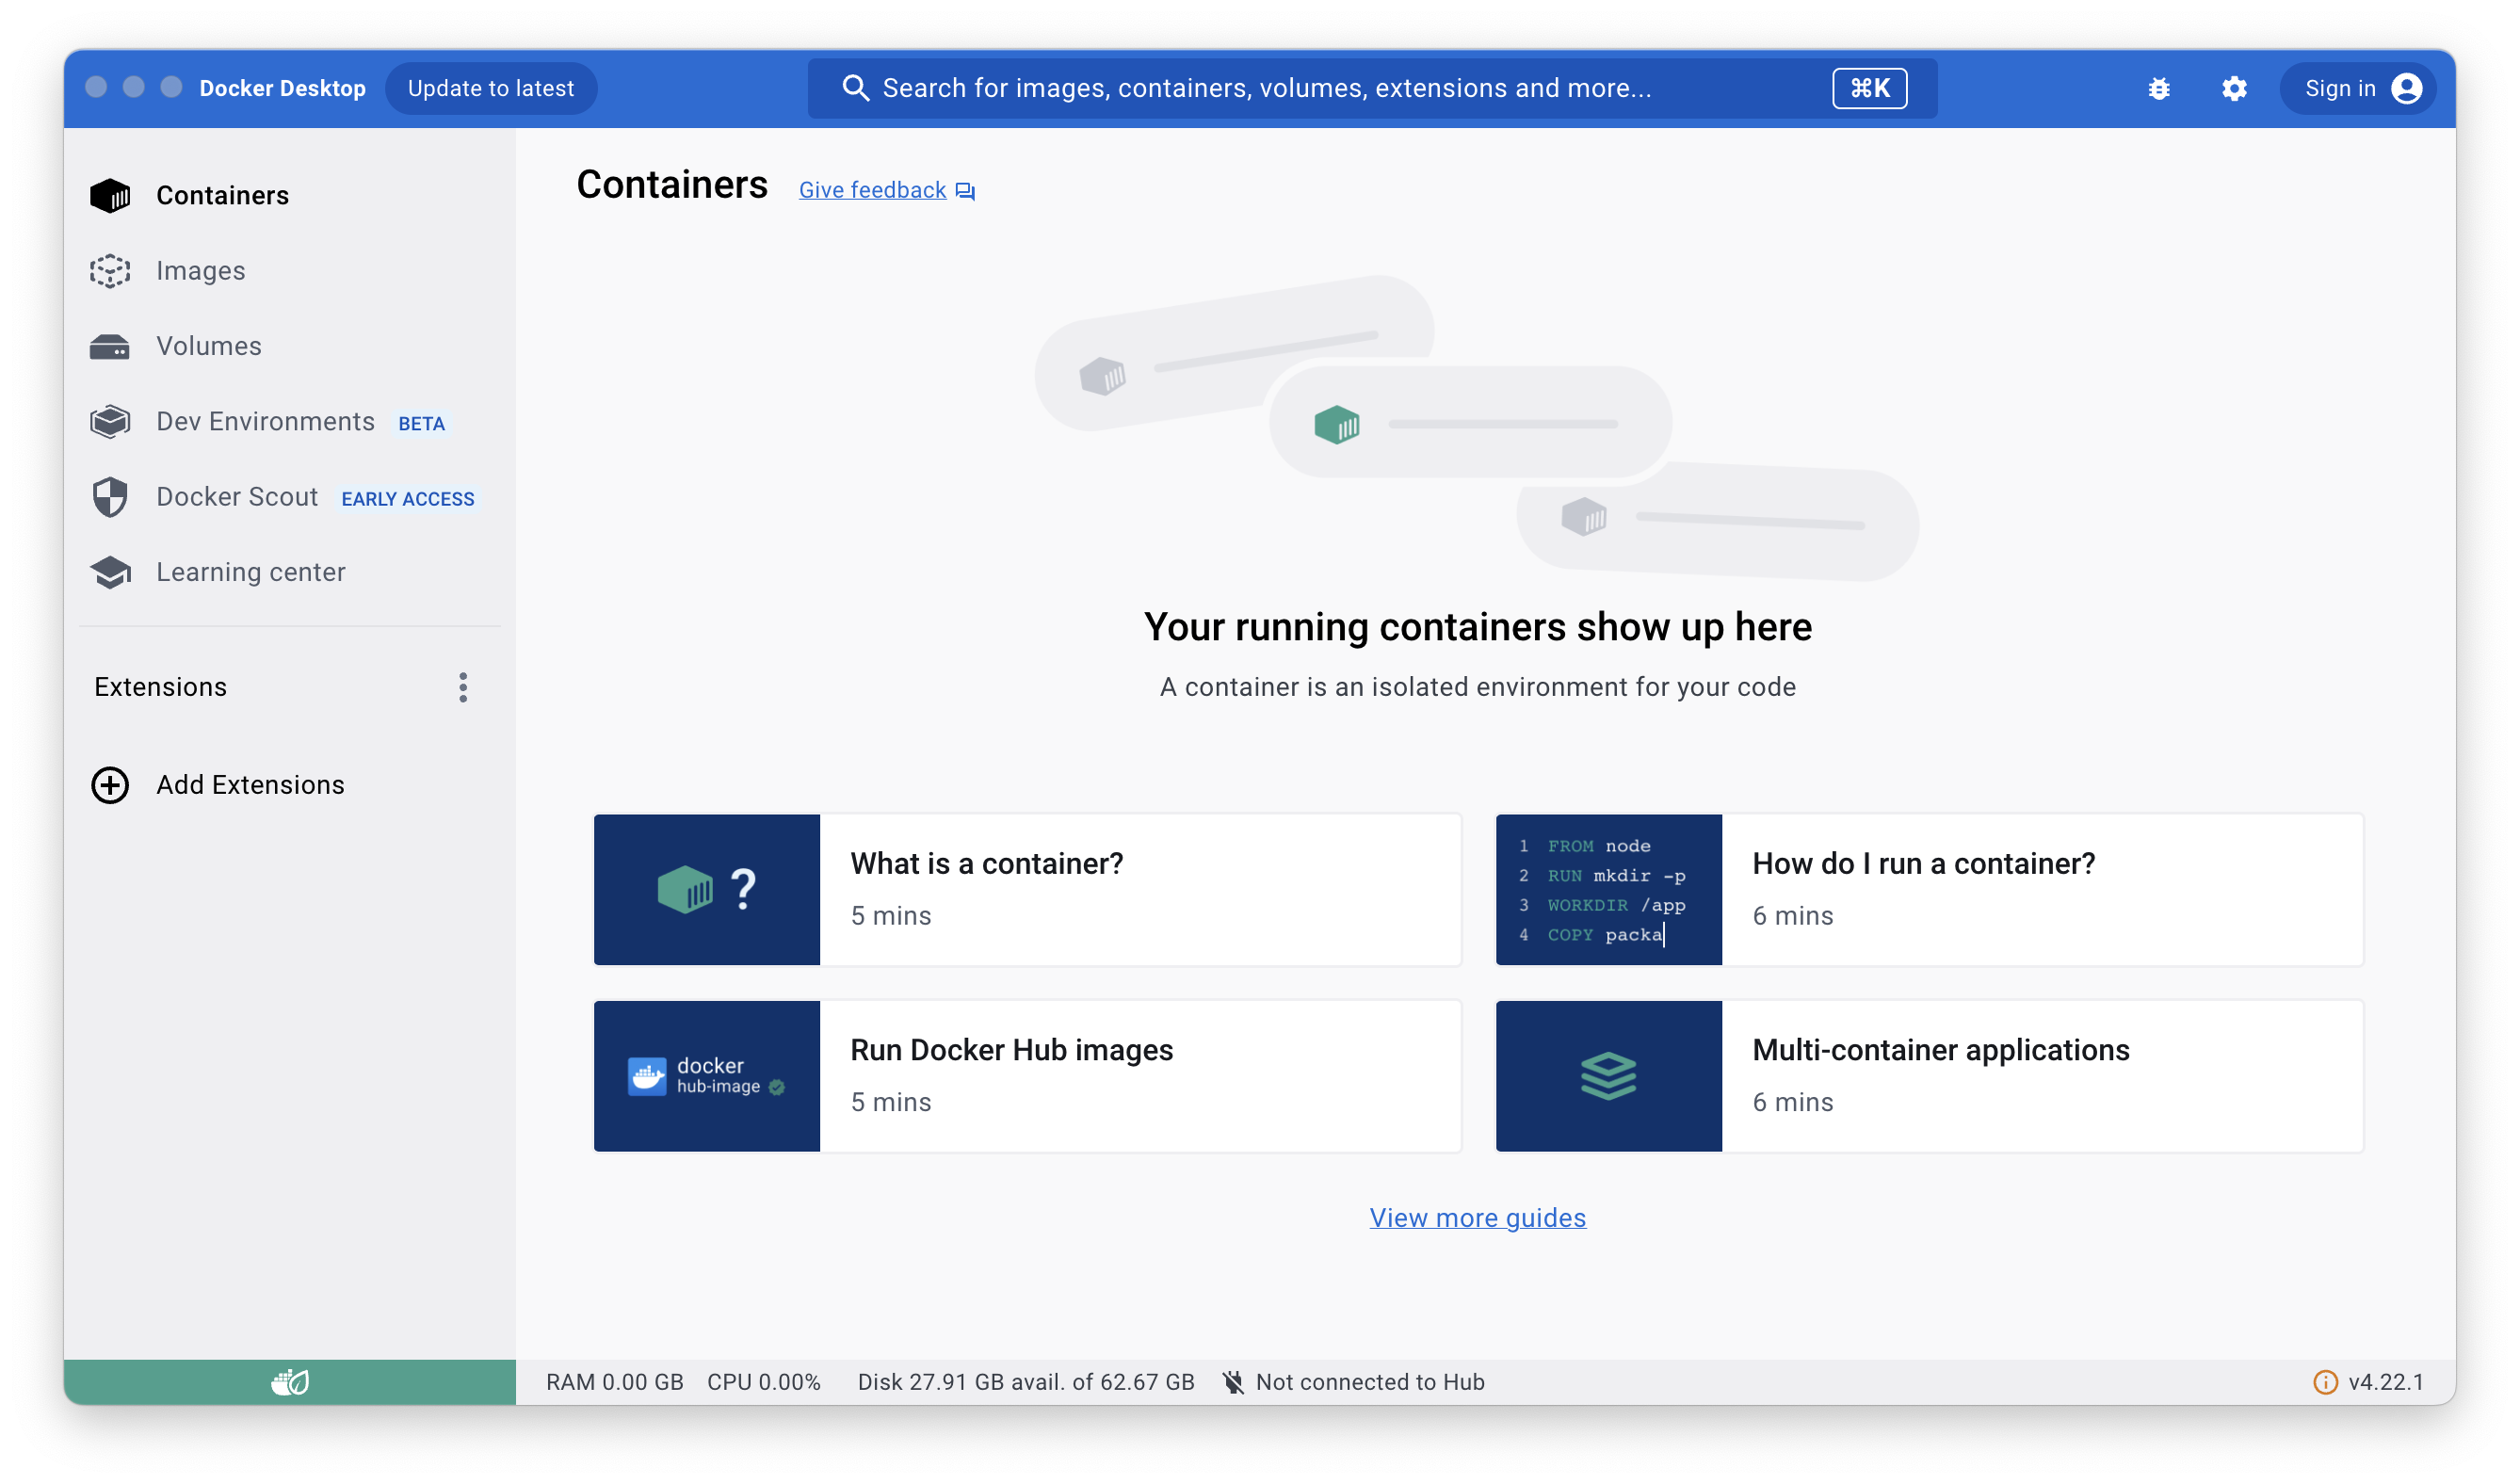 Docker Desktop
Update to latest
Search for images, containers, volumes, extensions and more...
⌘K
Sign in
Containers
Images
Volumes
Dev Environments BETA
Docker Scout EARLY ACCESS
Learning center
Extensions
Add Extensions
Containers
Give feedback
Your running containers show up here
A container is an isolated environment for your code
?
What is a container?
5 mins
1 FROM node
2 RUN mkdir -p
3 WORKDIR /app
4 COPY packa
How do I run a container?
6 mins
docker
hub-image
Run Docker Hub images
5 mins
Multi-container applications
6 mins
View more guides
RAM 0.00 GB CPU 0.00% Disk 27.91 GB avail. of 62.67 GB Not connected to Hub
v4.22.1